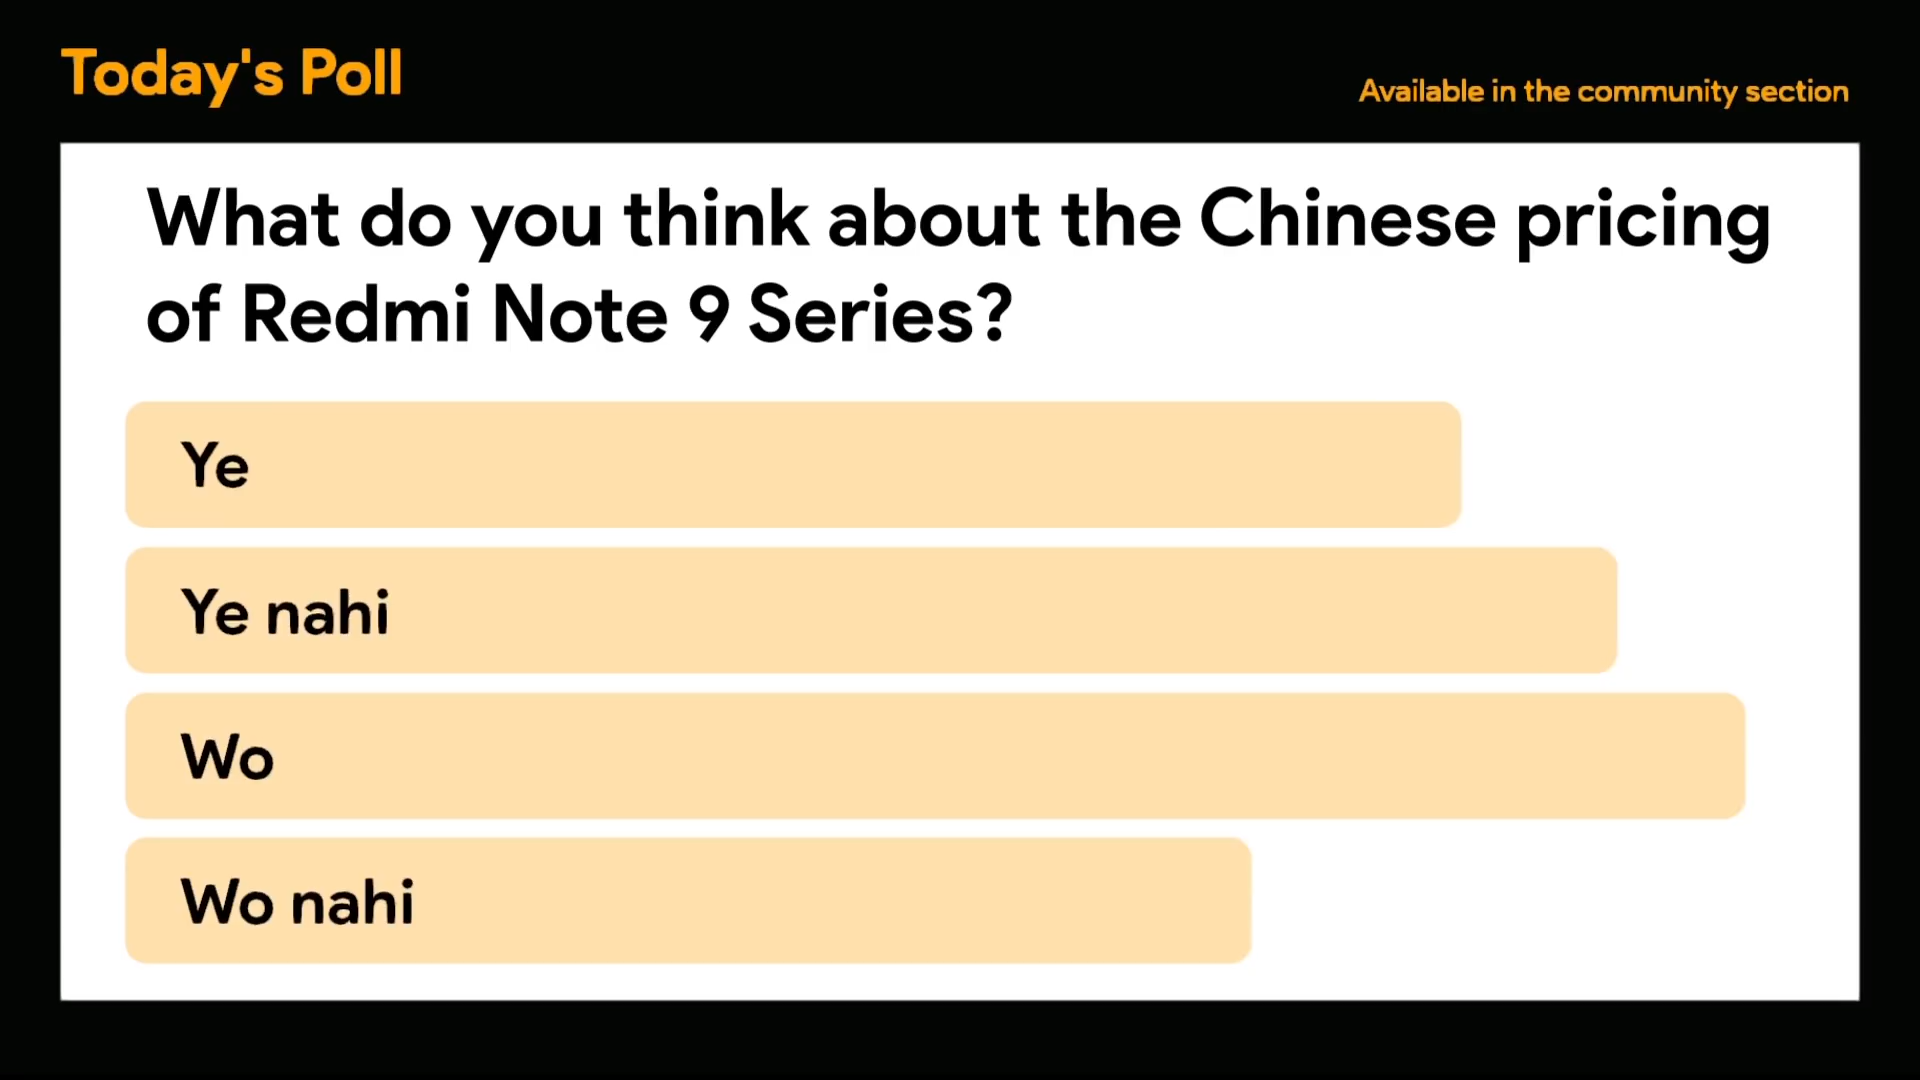 Today's Poll
Available in the community section
What do you think about the Chinese pricing
of Redmi Note 9 Series?
Ye
Ye nahi
Wo
Wo nahi